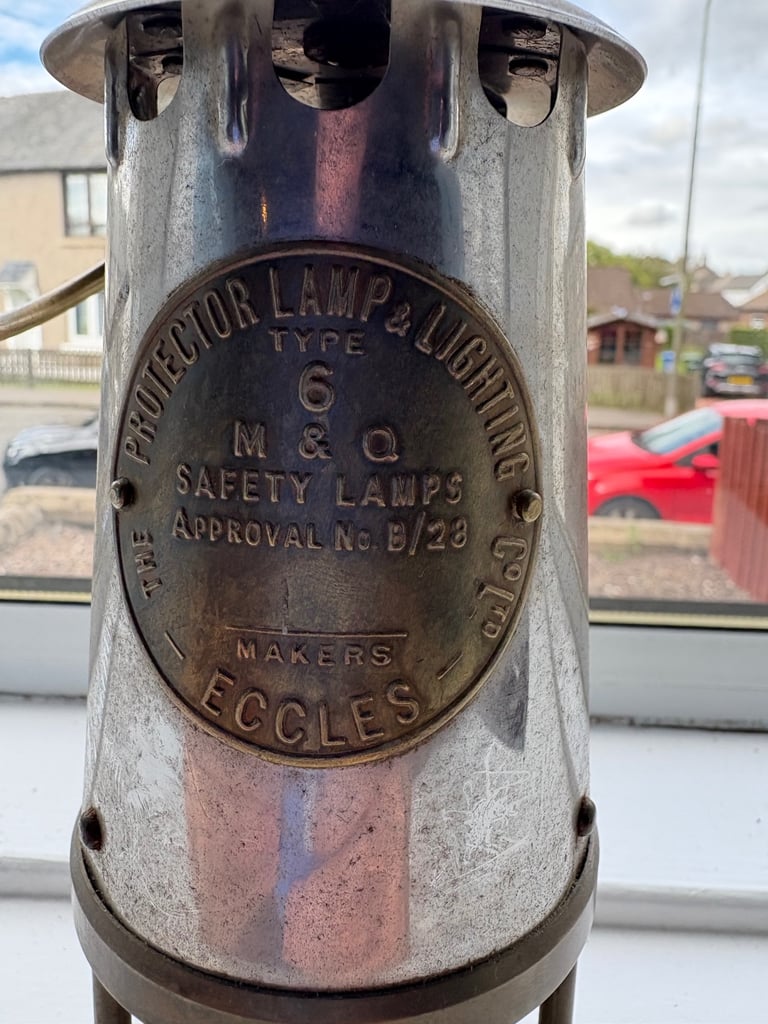 THE PROTECTOR LAMP & LIGHTING CO LTD
TYPE
6
M & Q
SAFETY LAMPS
APPROVAL No. B/28
MAKERS
ECCLES